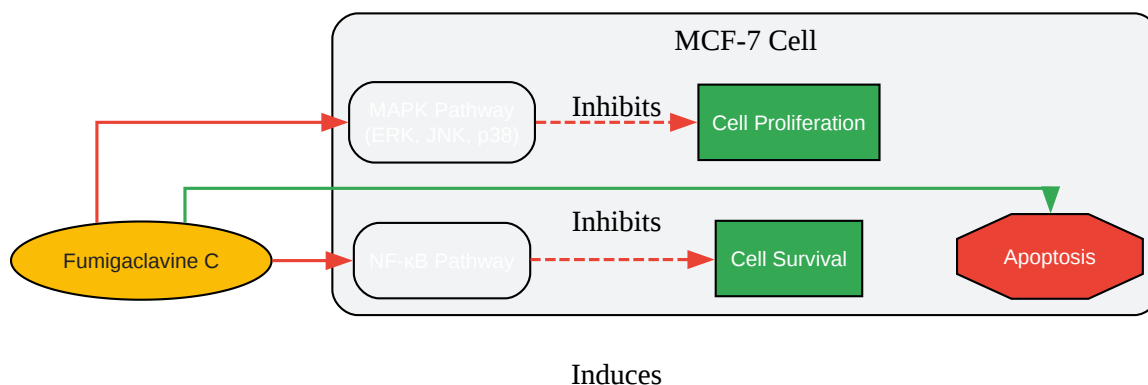 MCF-7 Cell
MAPK Pathway
(ERK, JNK, p38)
Inhibits
Cell Proliferation
Fumigaclavine C
NF-κB Pathway
Inhibits
Cell Survival
Apoptosis
Induces